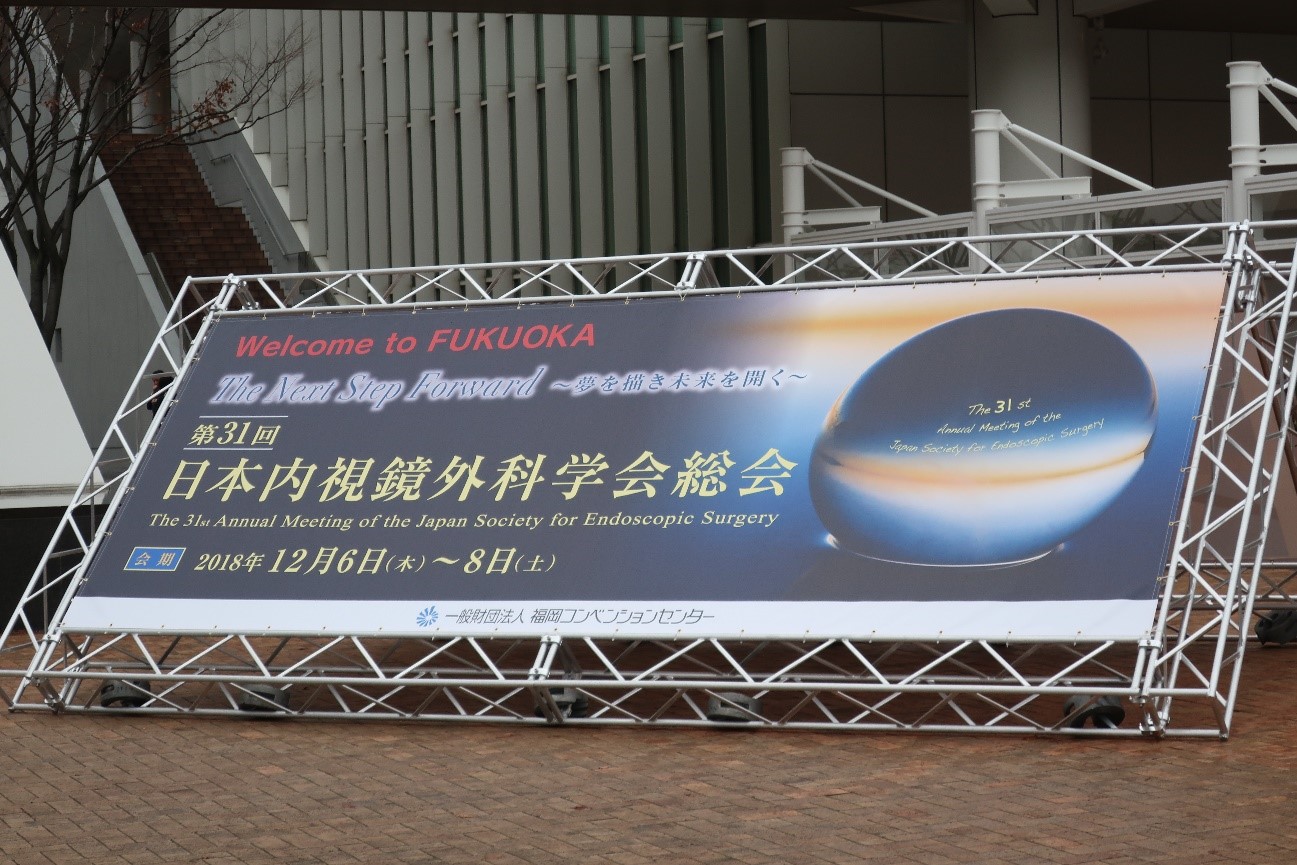 Welcome to FUKUOKA
The Next Step Forward ～夢を描き未来を開く～
第31回
日本内視鏡外科学会総会
The 31st Annual Meeting of the Japan Society for Endoscopic Surgery
会期 2018年 12月6日(木)～8日(土)
The 31st
Annual Meeting of the
Japan Society for Endoscopic Surgery
一般財団法人 福岡コンベンションセンター